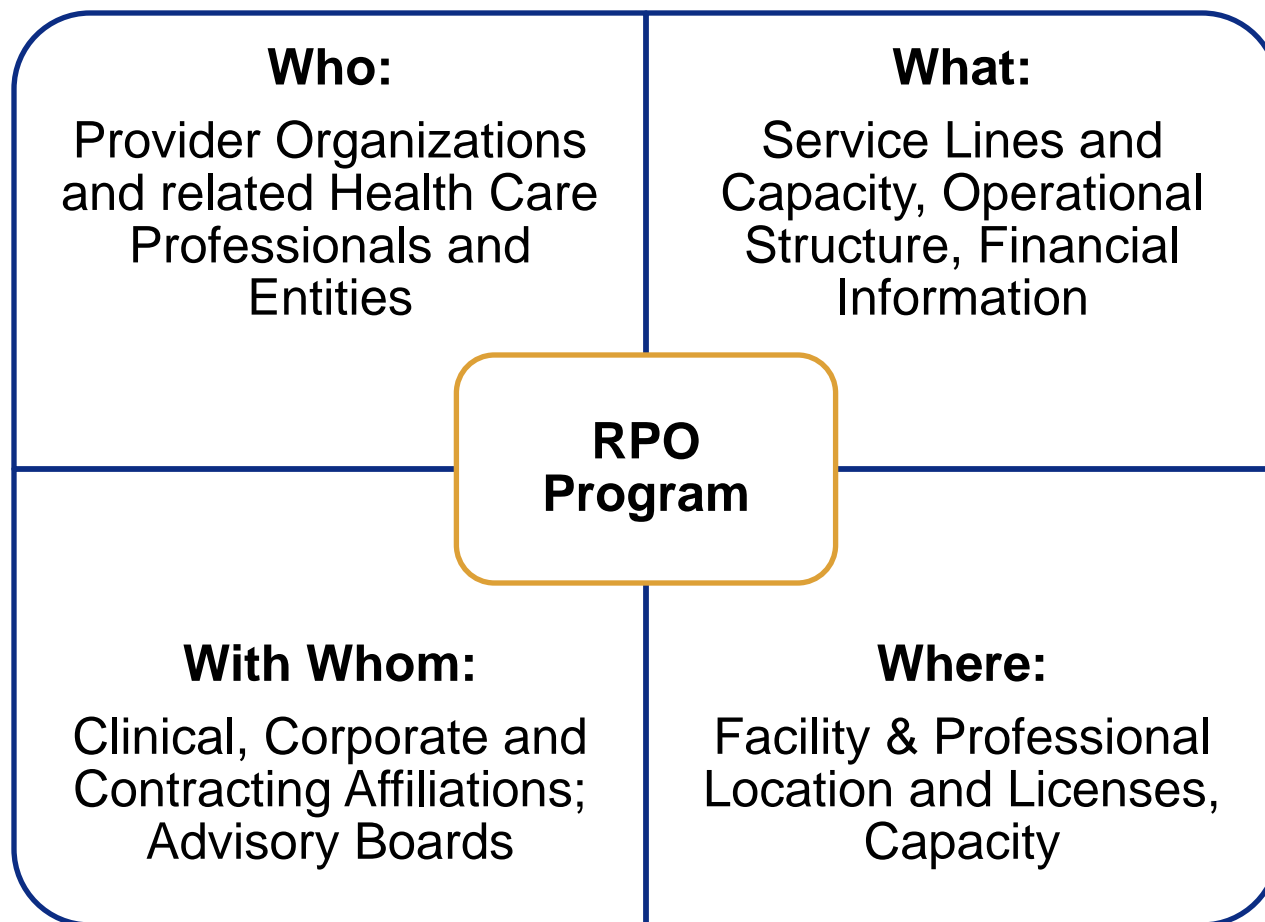 Who:
Provider Organizations
and related Health Care
Professionals and
Entities
What:
Service Lines and
Capacity, Operational
Structure, Financial
Information
RPO
Program
With Whom:
Clinical, Corporate and
Contracting Affiliations;
Advisory Boards
Where:
Facility & Professional
Location and Licenses,
Capacity